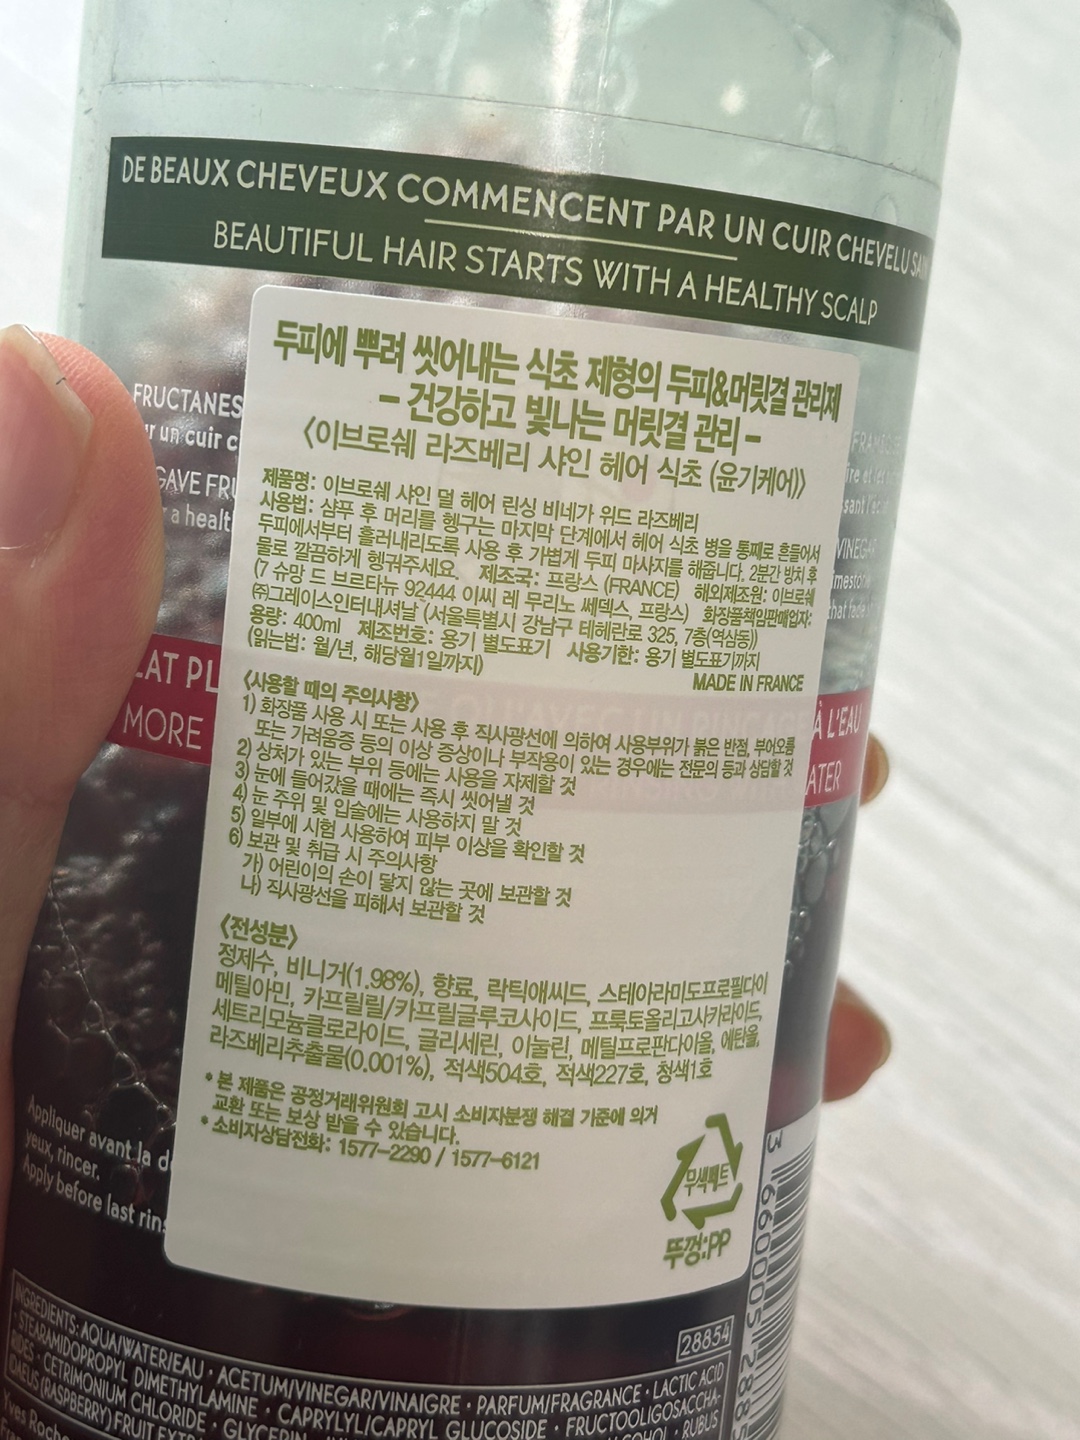 DE BEAUX CHEVEUX COMMENCENT PAR UN CUIR CHEVELU
BEAUTIFUL HAIR STARTS WITH A HEALTHY SCALP
두피에 뿌려 씻어내는 식초 제형의 두피&머릿결 관리제
- 건강하고 빛나는 머릿결 관리 -
<이브로쉐 라즈베리 샤인 헤어 식초 (윤기케어)>
FRUCTANES
un cuir
a
제품명: 이브로쉐 샤인 덜 헤어 린싱 비네가 위드 라즈베리
사용법: 샴푸 후 머리를 헹구는 마지막 단계에서 헤어 식초 병을 통째로 흔들어서
두피에서부터 흘러내리도록 사용 후 가볍게 두피 마사지를 해줍니다. 2분간 방치 후
물로 깔끔하게 헹궈주세요. 제조국: 프랑스 (FRANCE) 해외제조원: 이브로쉐
(7 슈망 드 브르타뉴 92444 이씨 레 무리노 쎄덱스, 프랑스) 화장품책임판매업자:
㈜그레이스인터내셔날 (서울특별시 강남구 테헤란로 325, 7층(역삼동))
용량: 400ml 제조번호: 용기 별도표기 사용기한: 용기 별도표기까지
(읽는법: 월/년, 해당월1일까지)
MADE IN FRANCE
MORE
À L'EAU
<사용할 때의 주의사항>
1) 화장품 사용 시 또는 사용 후 직사광선에 의하여 사용부위가 붉은 반점, 부어오름
또는 가려움증 등의 이상 증상이나 부작용이 있는 경우에는 전문의 등과 상담할 것
2) 상처가 있는 부위 등에는 사용을 자제할 것
3) 눈에 들어갔을 때에는 즉시 씻어낼 것
4) 눈 주위 및 입술에는 사용하지 말 것
5) 일부에 시험 사용하여 피부 이상을 확인할 것
6) 보관 및 취급 시 주의사항
가) 어린이의 손이 닿지 않는 곳에 보관할 것
나) 직사광선을 피해서 보관할 것
<전성분>
정제수, 비니거(1.98%), 향료, 락틱애씨드, 스테아라미도프로필다이
메틸아민, 카프릴릴/카프릴글루코사이드, 프룩토올리고사카라이드,
세트리모늄클로라이드, 글리세린, 이눌린, 메틸프로판다이올, 에탄올,
라즈베리추출물(0.001%), 적색504호, 적색227호, 청색1호
* 본 제품은 공정거래위원회 고시 소비자분쟁 해결 기준에 의거
교환 또는 보상 받을 수 있습니다.
* 소비자상담전화: 1577-2290 / 1577-6121
무색페트
뚜껑:PP
Appliquer avant la
yeux, rincer.
Apply before last
28854
INGREDIENTS: AQUA/WATER/EAU · ACETUM/VINEGAR/VINAIGRE · PARFUM/FRAGRANCE · LACTIC ACID
· STEARAMIDOPROPYL DIMETHYLAMINE · CAPRYLYL/CAPRYL GLUCOSIDE · FRUCTOOLIGOSACCHA-
RIDES · CETRIMONIUM CHLORIDE · GLYCERIN · RUBUS
IDAEUS (RASPBERRY) FRUIT
Yves
3 660005